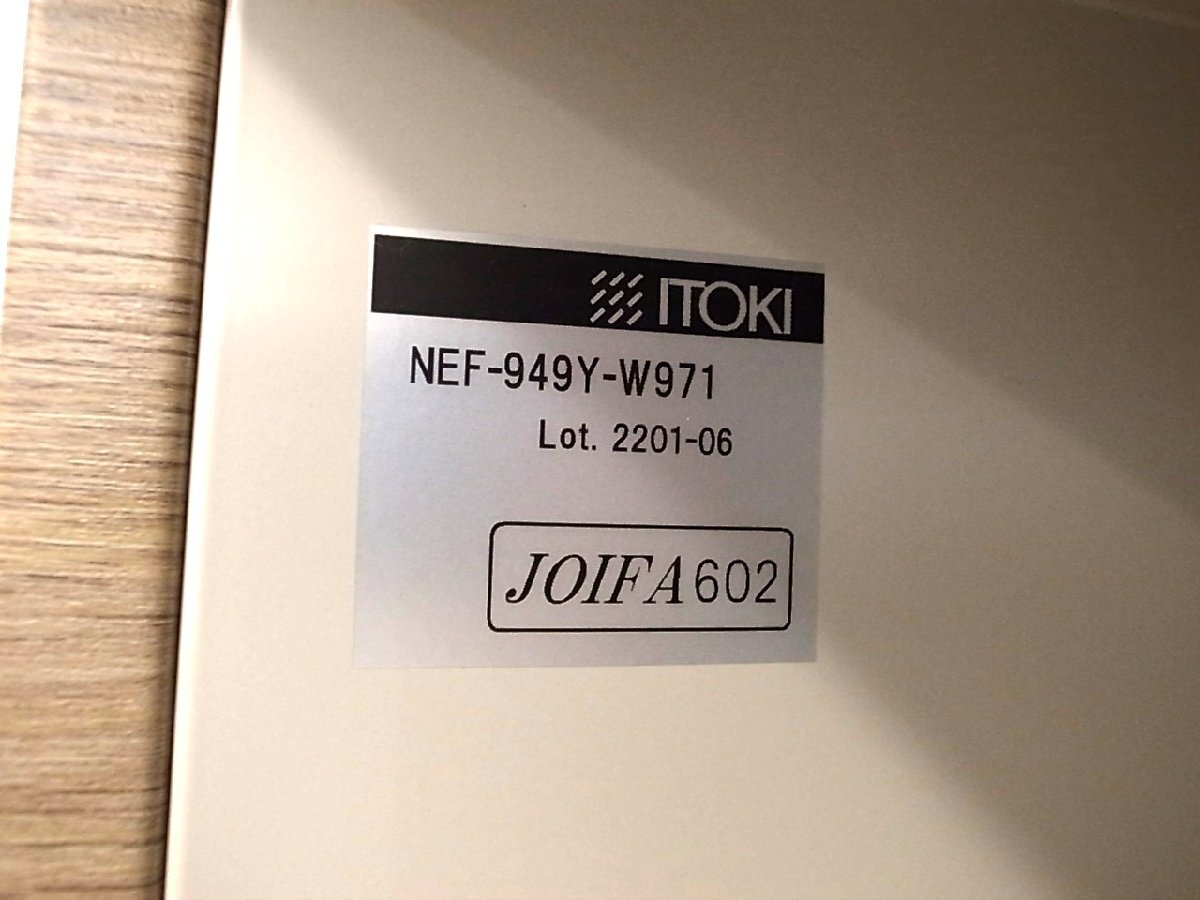 ITOKI
NEF-949Y-W971
Lot. 2201-06
JOIFA602